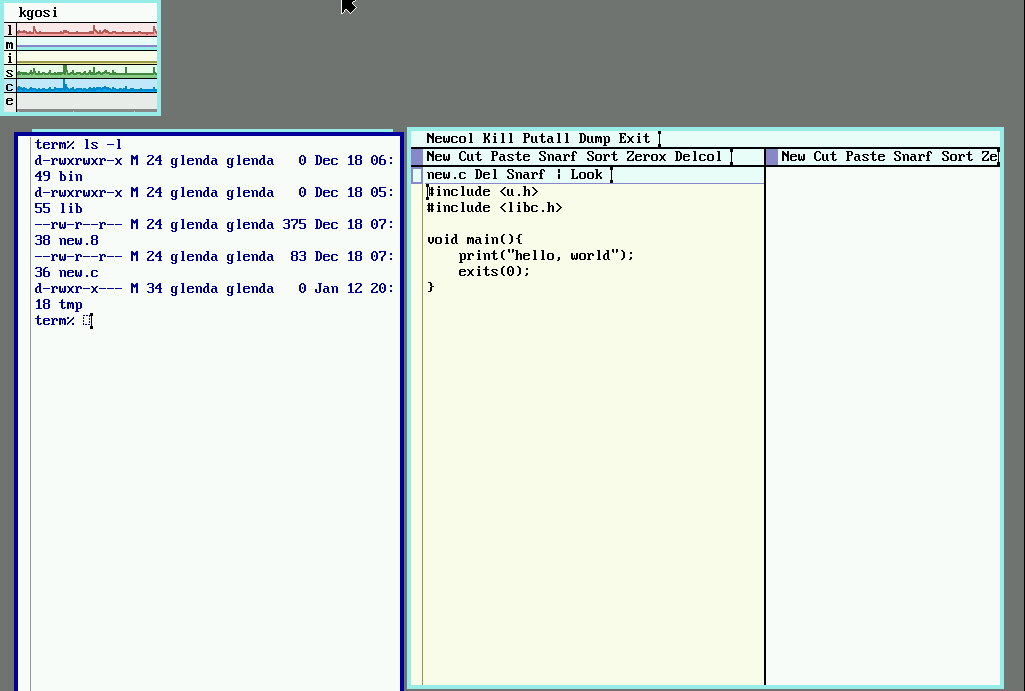 kgosi
l
m
i
s
c
e
term% ls -l
d-rwxrwxr-x M 24 glenda glenda   0 Dec 18 06:
49 bin
d-rwxrwxr-x M 24 glenda glenda   0 Dec 18 05:
55 lib
--rw-r--r-- M 24 glenda glenda 375 Dec 18 07:
38 new.8
--rw-r--r-- M 24 glenda glenda  83 Dec 18 07:
36 new.c
d-rwxr-x--- M 34 glenda glenda   0 Jan 12 20:
18 tmp
term%
Newcol Kill Putall Dump Exit
New Cut Paste Snarf Sort Zerox Delcol
New Cut Paste Snarf Sort Ze
new.c Del Snarf | Look
#include <u.h>
#include <libc.h>

void main(){
    print("hello, world");
    exits(0);
}